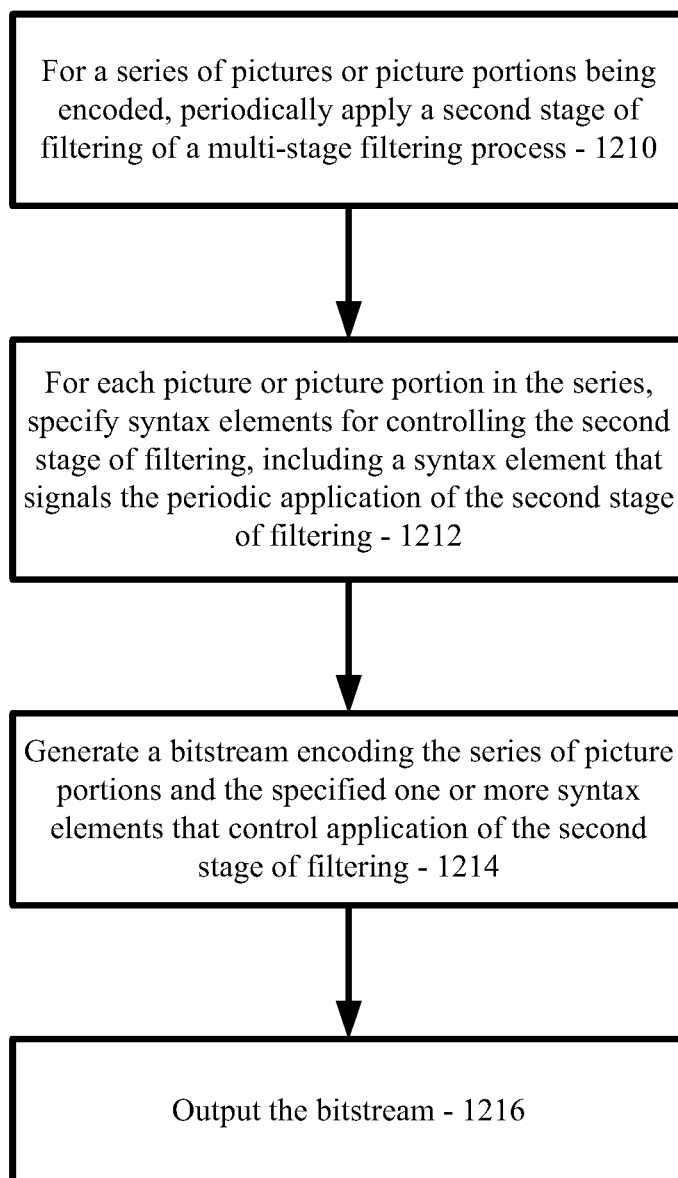 For a series of pictures or picture portions being
encoded, periodically apply a second stage of
filtering of a multi-stage filtering process - 1210
For each picture or picture portion in the series,
specify syntax elements for controlling the second
stage of filtering, including a syntax element that
signals the periodic application of the second stage
of filtering - 1212
Generate a bitstream encoding the series of picture
portions and the specified one or more syntax
elements that control application of the second
stage of filtering - 1214
Output the bitstream - 1216